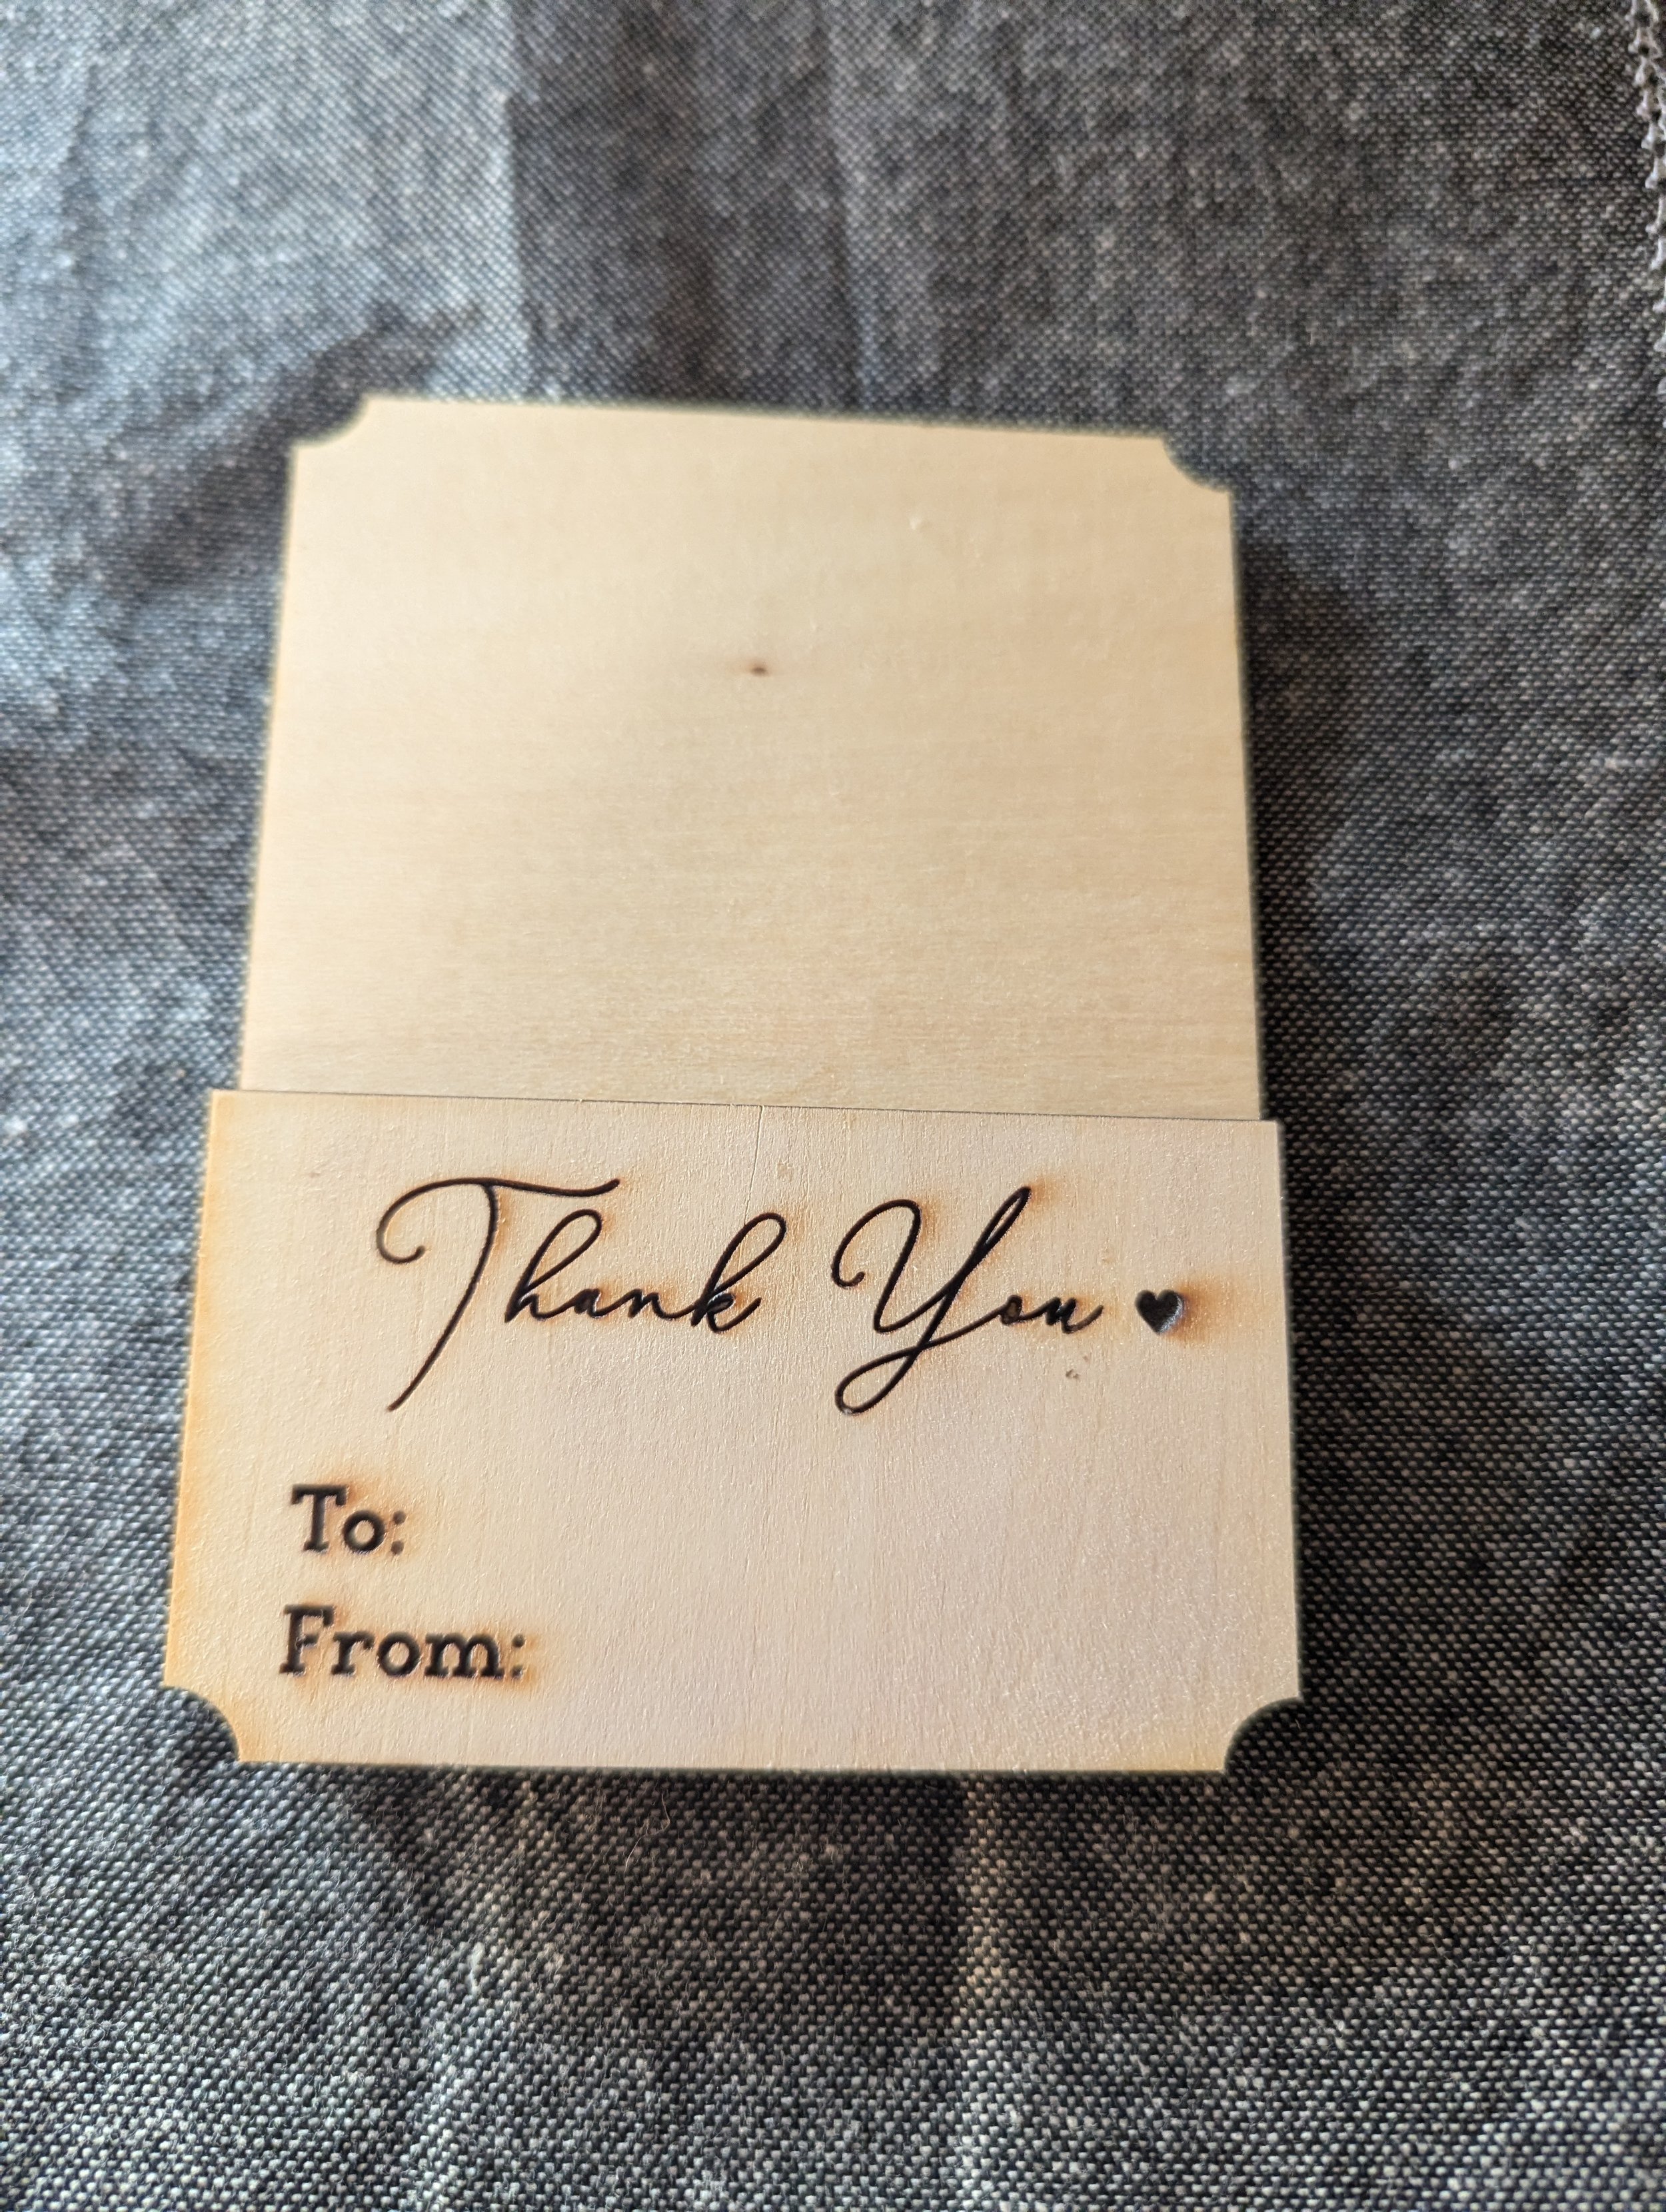 Thank You ♥
To:
From: